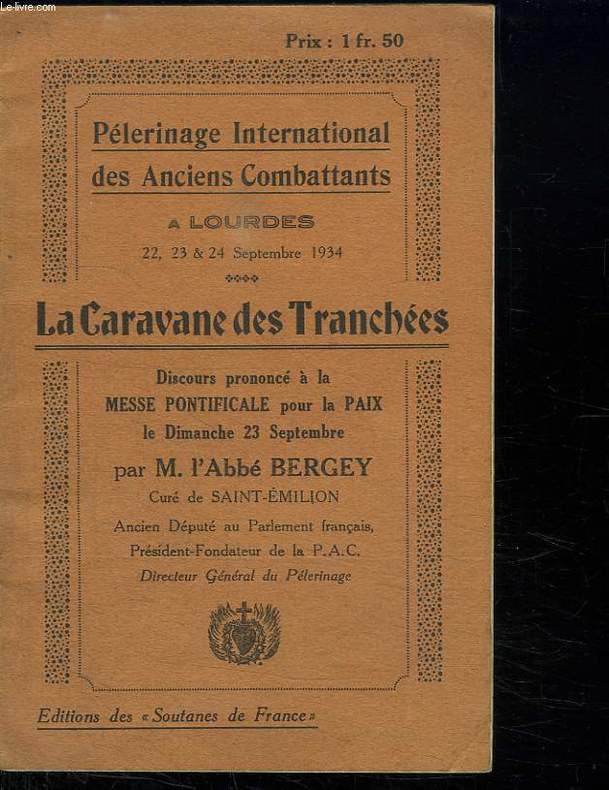 Le-livre.com
Prix : 1 fr. 50
Pélerinage International
des Anciens Combattants
A LOURDES
22, 23 & 24 Septembre 1934
La Caravane des Tranchées
Discours prononcé à la
MESSE PONTIFICALE pour la PAIX
le Dimanche 23 Septembre
par M. l'Abbé BERGEY
Curé de SAINT-ÉMILION
Ancien Député au Parlement français,
Président-Fondateur de la P.A.C.
Directeur Général du Pélerinage
Editions des « Soutanes de France »